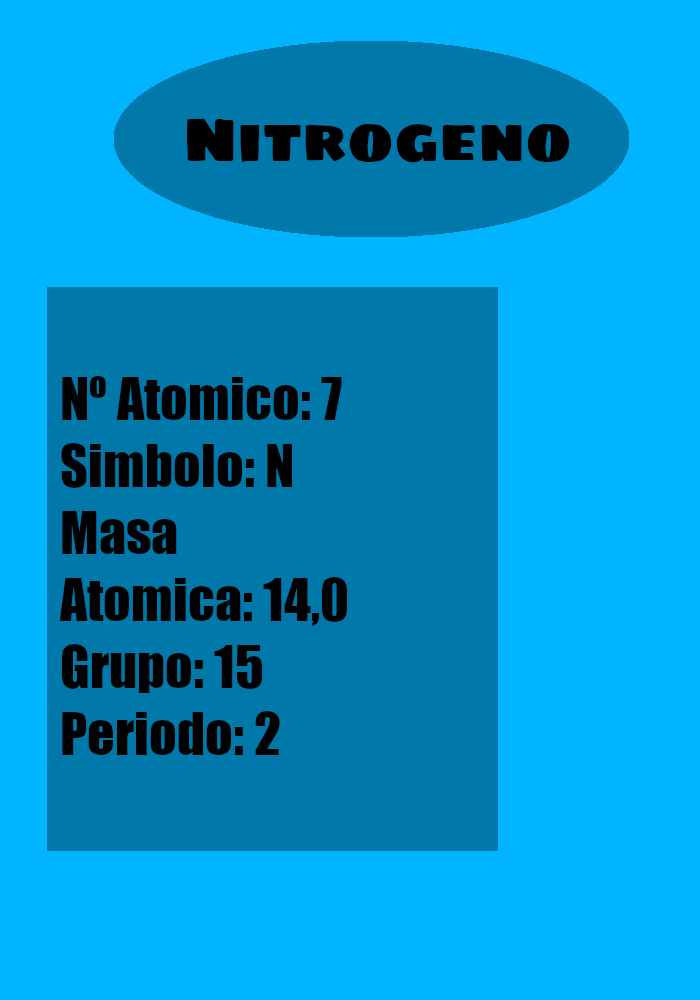 Nitrogeno
Nº Atomico: 7
Simbolo: N
Masa
Atomica: 14,0
Grupo: 15
Periodo: 2